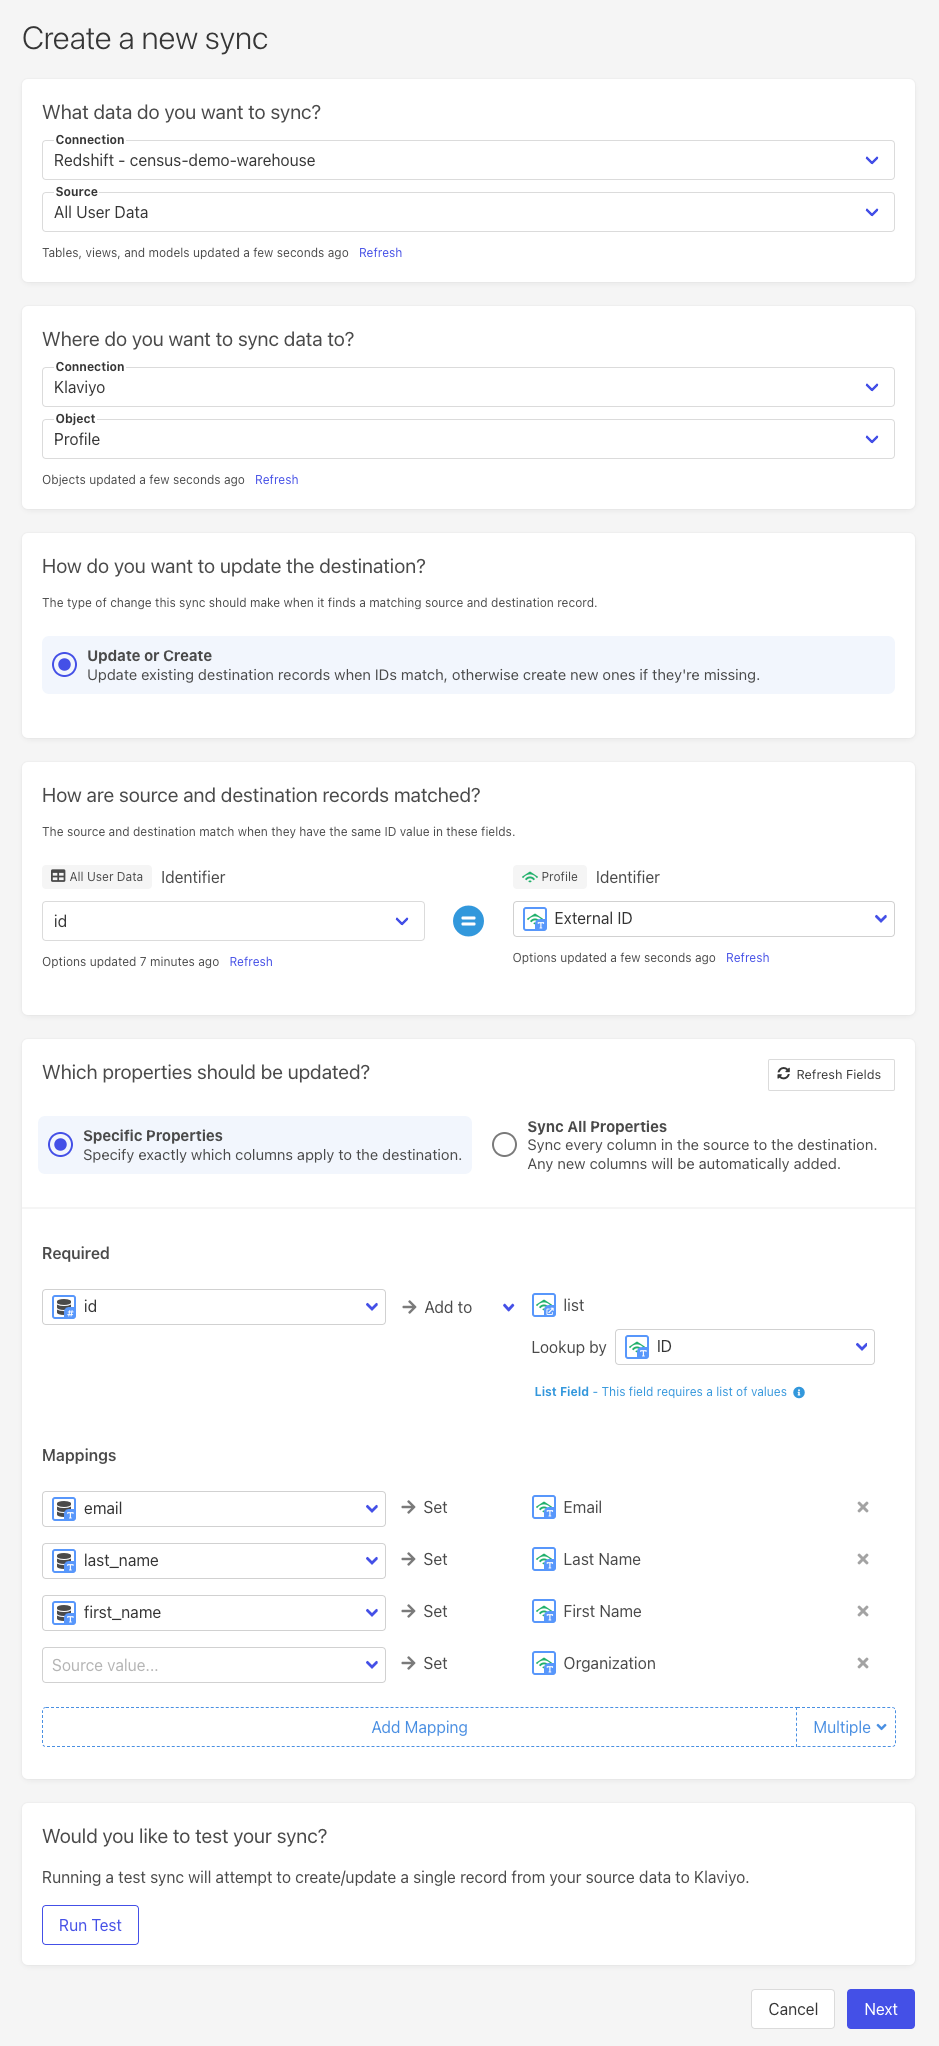 Create a new sync
What data do you want to sync?
Connection
Redshift - census-demo-warehouse
Source
All User Data
Tables, views, and models updated a few seconds ago Refresh
Where do you want to sync data to?
Connection
Klaviyo
Object
Profile
Objects updated a few seconds ago Refresh
How do you want to update the destination?
The type of change this sync should make when it finds a matching source and destination record.
Update or Create
Update existing destination records when IDs match, otherwise create new ones if they're missing.
How are source and destination records matched?
The source and destination match when they have the same ID value in these fields.
All User Data Identifier
Profile Identifier
id
External ID
Options updated 7 minutes ago Refresh
Options updated a few seconds ago Refresh
Which properties should be updated?
Refresh Fields
Specific Properties
Specify exactly which columns apply to the destination.
Sync All Properties
Sync every column in the source to the destination.
Any new columns will be automatically added.
Required
id Add to list
Lookup by ID
List Field - This field requires a list of values
Mappings
email Set Email
last_name Set Last Name
first_name Set First Name
Source value... Set Organization
Add Mapping Multiple
Would you like to test your sync?
Running a test sync will attempt to create/update a single record from your source data to Klaviyo.
Run Test
Cancel Next